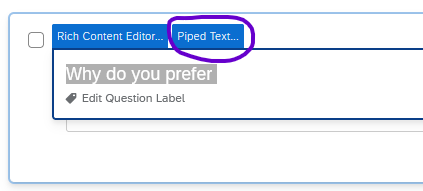 Rich Content Editor... Piped Text...
Why do you prefer
Edit Question Label